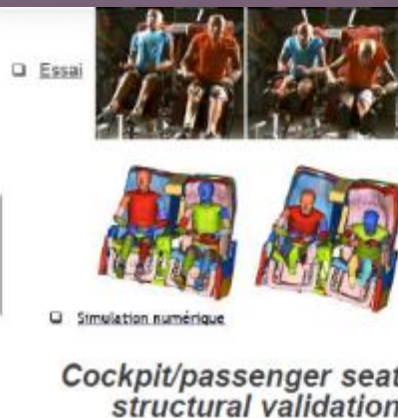 Essai
Simulation numérique
Cockpit/passenger seat
structural validation